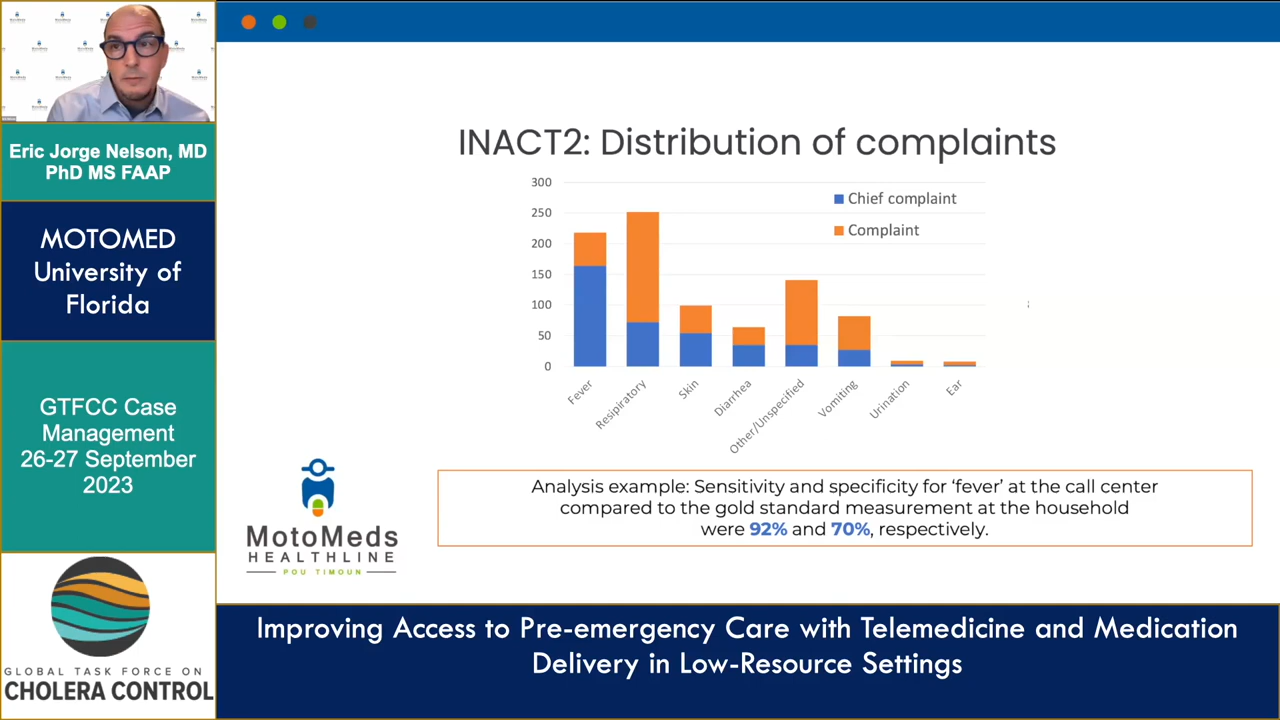 Eric Jorge Nelson, MD
PhD MS FAAP
MOTOMED
University of
Florida
GTFCC Case
Management
26-27 September
2023
GLOBAL TASK FORCE ON
CHOLERA CONTROL
INACT2: Distribution of complaints
300
250
200
150
100
50
0
Chief complaint
Complaint
Fever
Resipiratory
Skin
Diarrhea
Other/Unspecified
Vomiting
Urination
Ear
MotoMeds
HEALTHLINE
POU TIMOUN
Analysis example: Sensitivity and specificity for ‘fever’ at the call center
compared to the gold standard measurement at the household
were 92% and 70%, respectively.
Improving Access to Pre-emergency Care with Telemedicine and Medication
Delivery in Low-Resource Settings